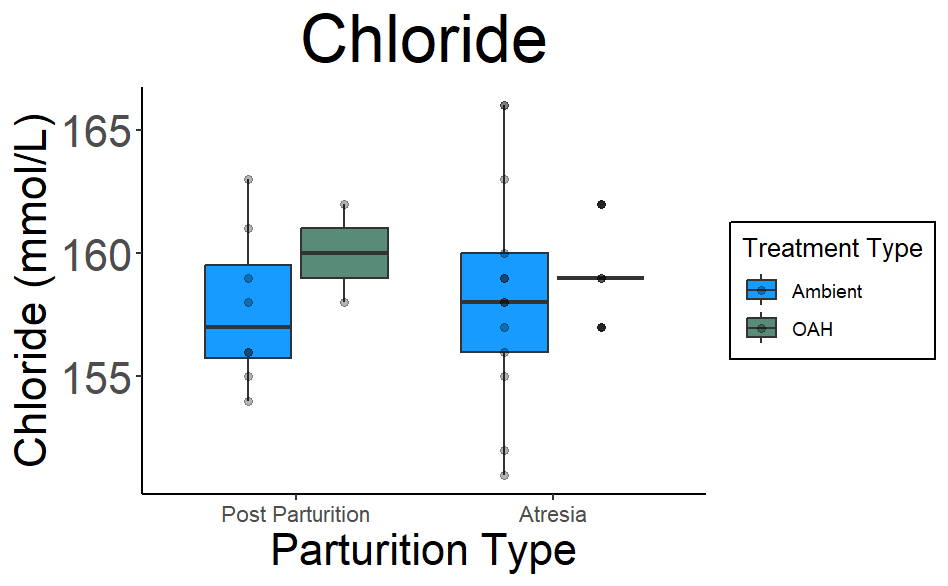 Chloride
Chloride (mmol/L)
165
160
155
Post Parturition
Atresia
Parturition Type
Treatment Type
Ambient
OAH